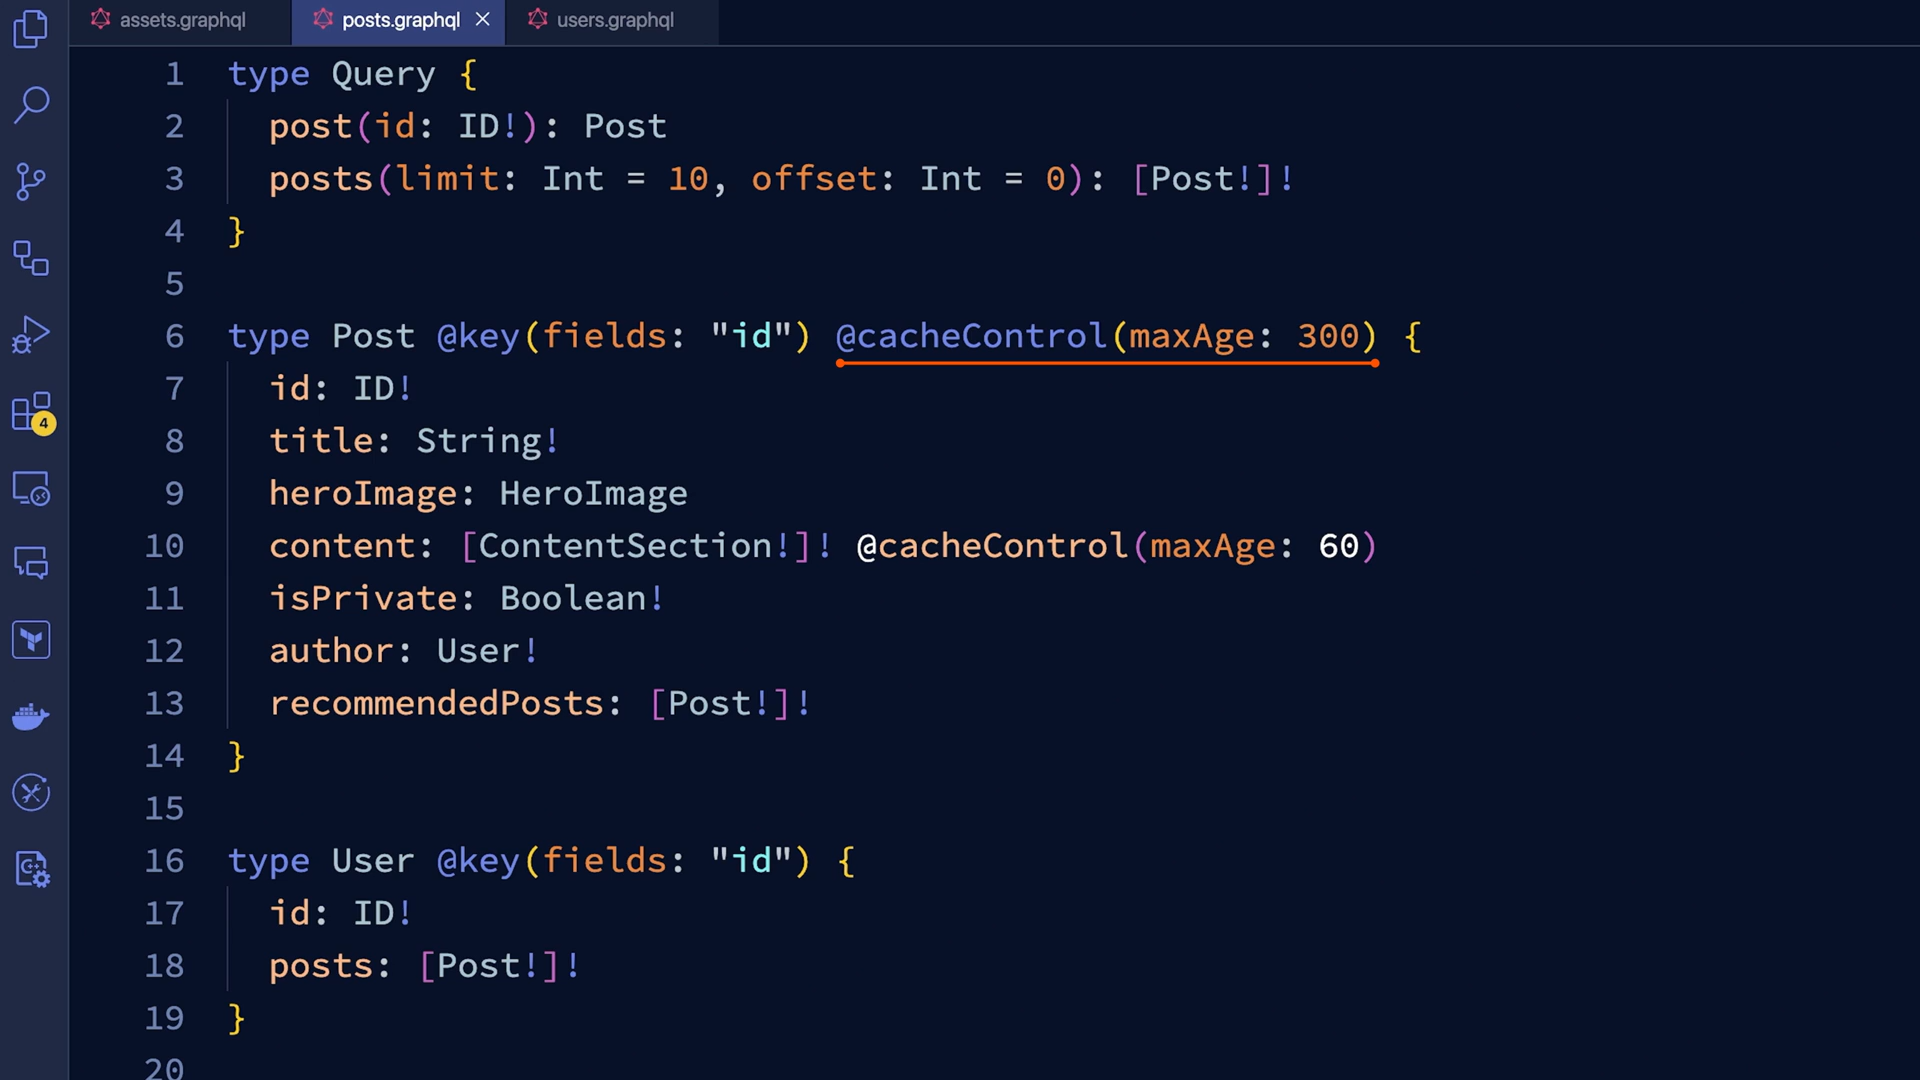 assets.graphql posts.graphql users.graphql
1 type Query {
2 post(id: ID!): Post
3 posts(limit: Int = 10, offset: Int = 0): [Post!]!
4 }
5
6 type Post @key(fields: "id") @cacheControl(maxAge: 300) {
7 id: ID!
8 title: String!
9 heroImage: HeroImage
10 content: [ContentSection!]! @cacheControl(maxAge: 60)
11 isPrivate: Boolean!
12 author: User!
13 recommendedPosts: [Post!]!
14 }
15
16 type User @key(fields: "id") {
17 id: ID!
18 posts: [Post!]!
19 }
20
4